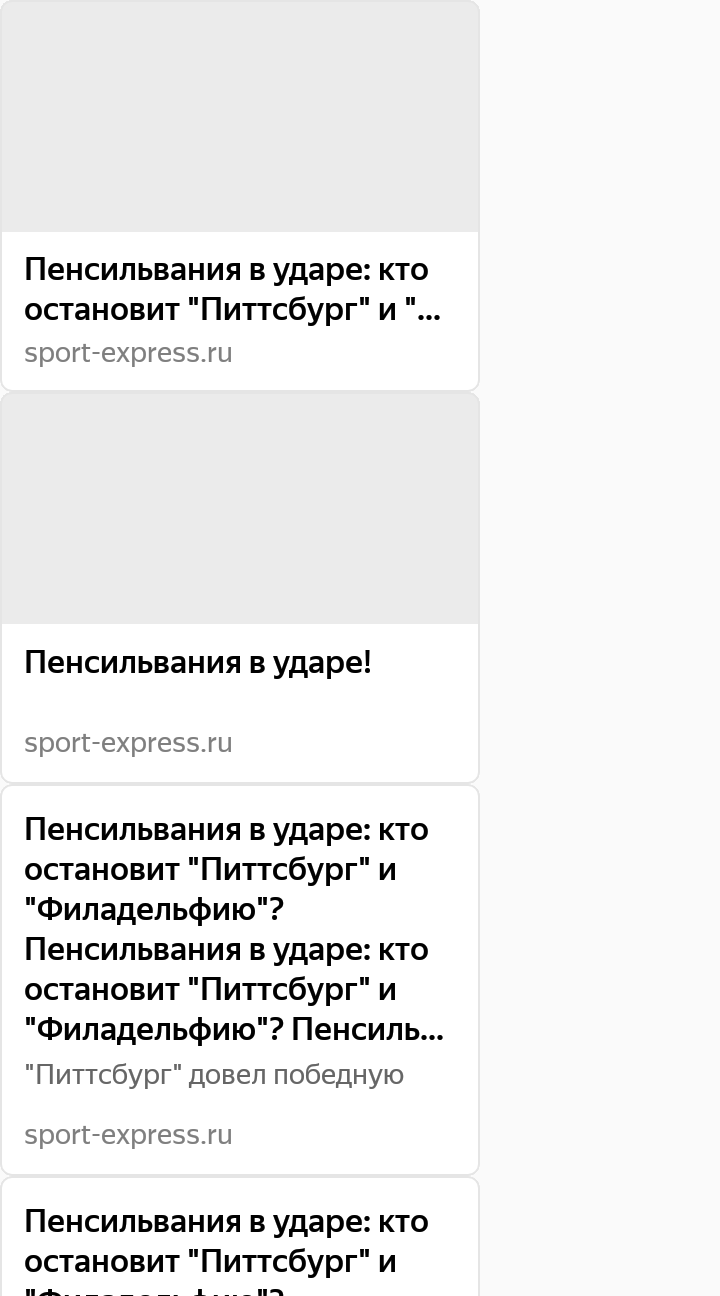 Пенсильвания в ударе: кто
остановит "Питтсбург" и "...
sport-express.ru
Пенсильвания в ударе!
sport-express.ru
Пенсильвания в ударе: кто
остановит "Питтсбург" и
"Филадельфию"?
Пенсильвания в ударе: кто
остановит "Питтсбург" и
"Филадельфию"? Пенсиль...
"Питтсбург" довел победную
sport-express.ru
Пенсильвания в ударе: кто
остановит "Питтсбург" и
"Филадельфию"?